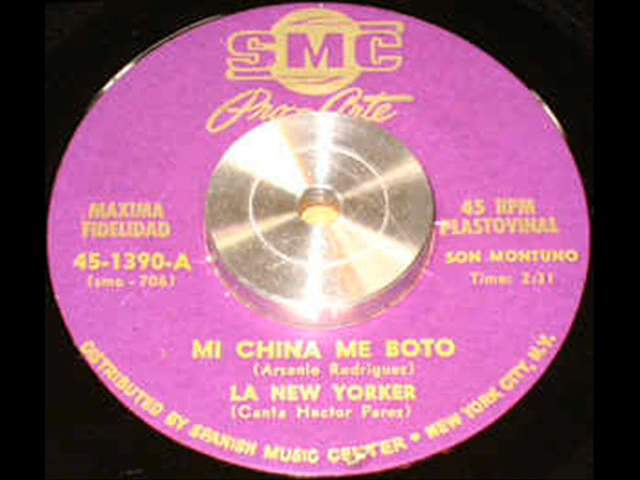 SMC
Pro-Arte
MAXIMA
FIDELIDAD
45-1390-A
(smc - 706)
45 RPM
PLASTOVINAL
SON MONTUNO
Time: 2:31
MI CHINA ME BOTO
(Arsenio Rodriguez)
LA NEW YORKER
(Canta Hector Perez)
DISTRIBUTED BY SPANISH MUSIC CENTER • NEW YORK CITY, N.Y.